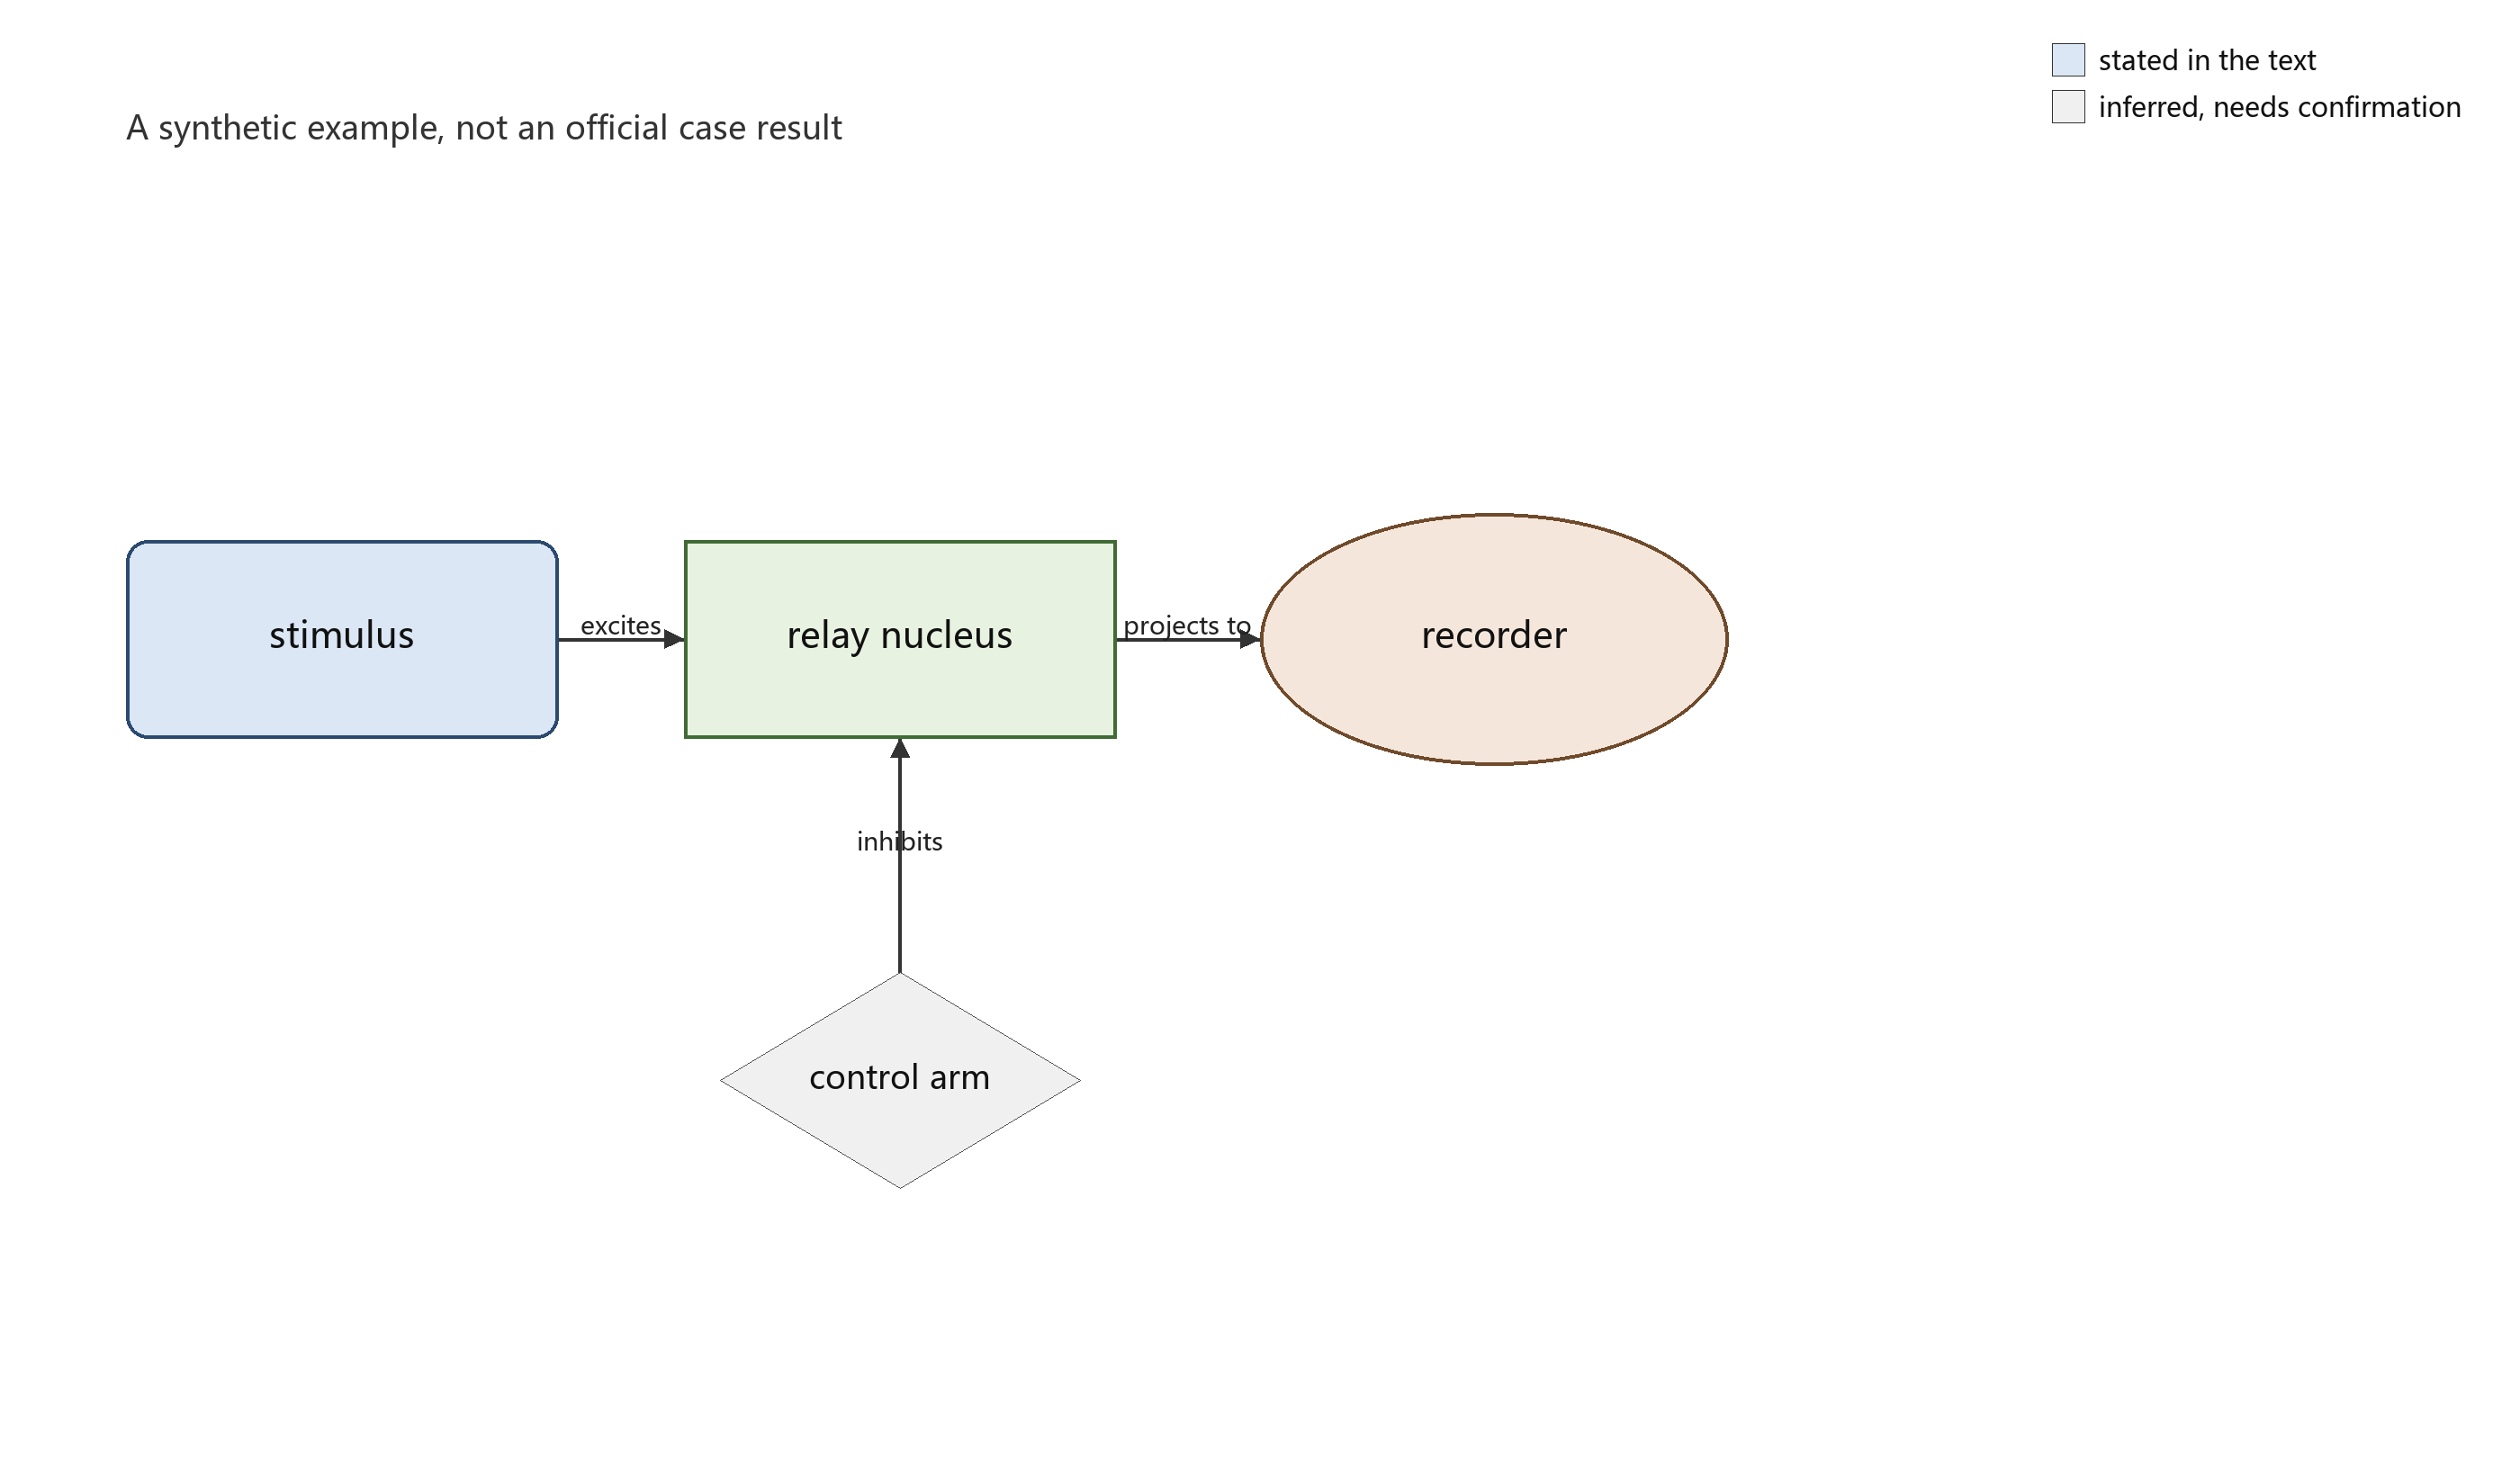 stated in the text
inferred, needs confirmation
A synthetic example, not an official case result
stimulus
excites
relay nucleus
projects to
recorder
inhibits
control arm